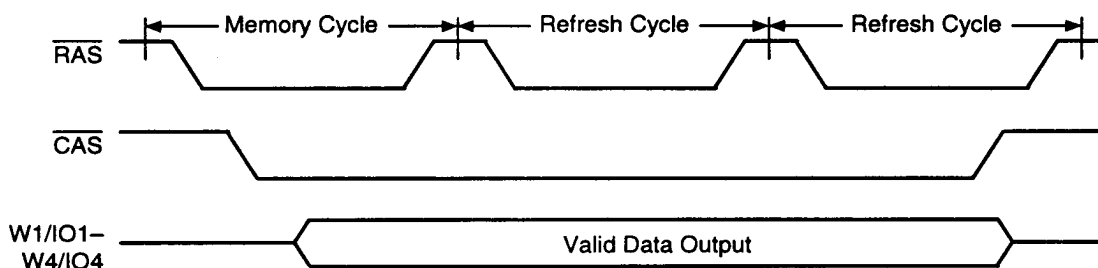 Memory Cycle Refresh Cycle Refresh Cycle
RAS
CAS
W1/IO1–
W4/IO4
Valid Data Output